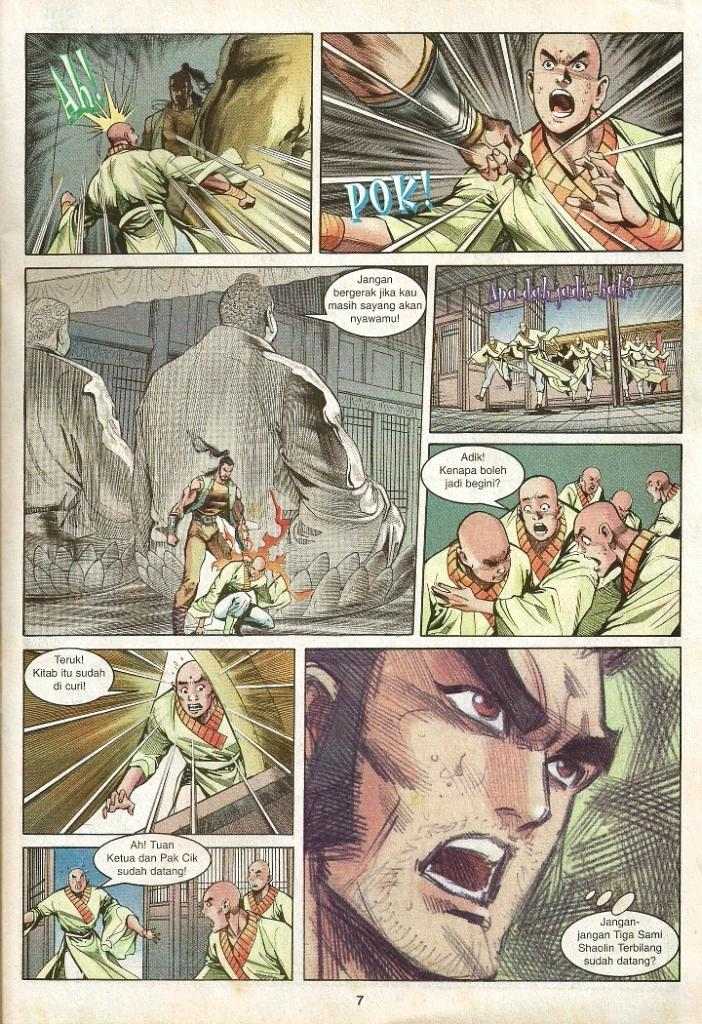 Ah!
POK!
Jangan
bergerak jika kau
masih sayang akan
nyawamu!
Apa dah jadi, hah?
Adik!
Kenapa boleh
jadi begini?
Teruk!
Kitab itu sudah
di curi!
Ah! Tuan
Ketua dan Pak Cik
sudah datang!
Jangan-
jangan Tiga Sami
Shaolin Terbilang
sudah datang?
7